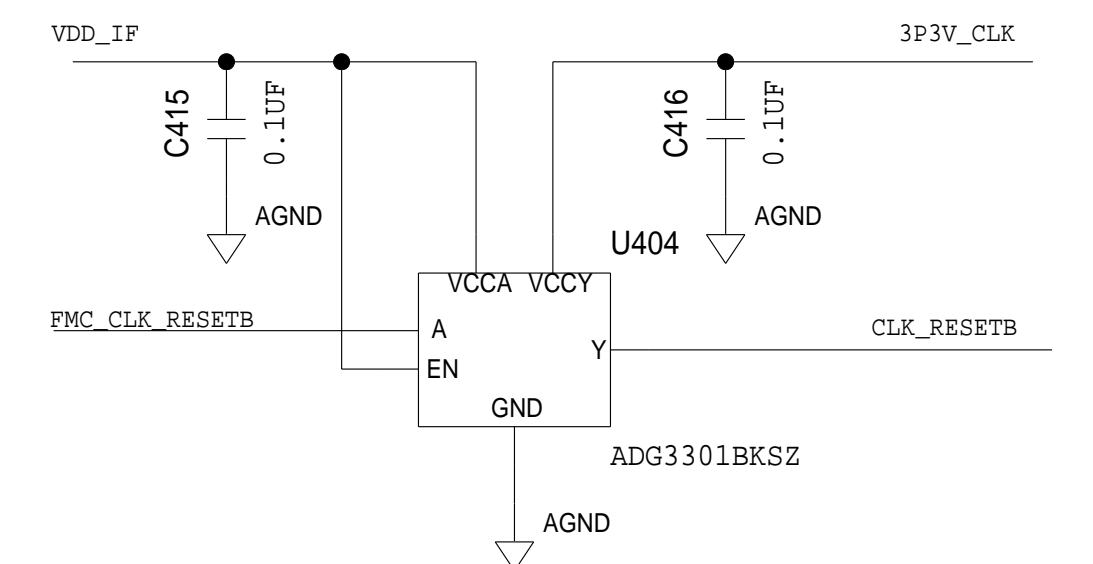 VDD_IF
3P3V_CLK
C415
0.1UF
C416
0.1UF
AGND
AGND
U404
VCCA VCCY
FMC_CLK_RESETB
A
CLK_RESETB
Y
EN
GND
ADG3301BKSZ
AGND